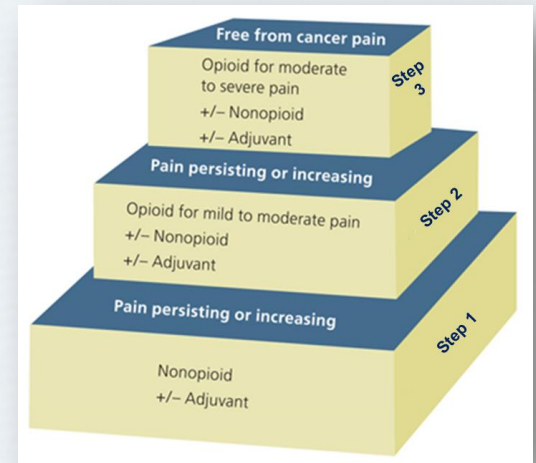 Free from cancer pain
Opioid for moderate
to severe pain
+/– Nonopioid
+/– Adjuvant
Step
3
Pain persisting or increasing
Opioid for mild to moderate pain
+/– Nonopioid
+/– Adjuvant
Step 2
Pain persisting or increasing
Nonopioid
+/– Adjuvant
Step 1